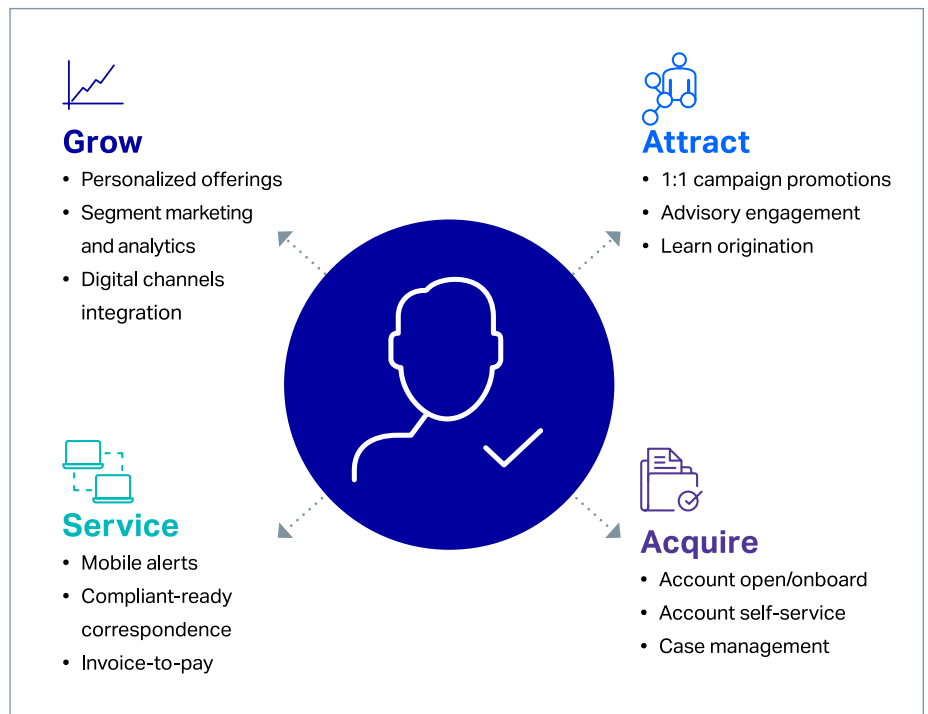 Grow
• Personalized offerings
• Segment marketing
and analytics
• Digital channels
integration
Attract
• 1:1 campaign promotions
• Advisory engagement
• Learn origination
Service
• Mobile alerts
• Compliant-ready
correspondence
• Invoice-to-pay
Acquire
• Account open/onboard
• Account self-service
• Case management